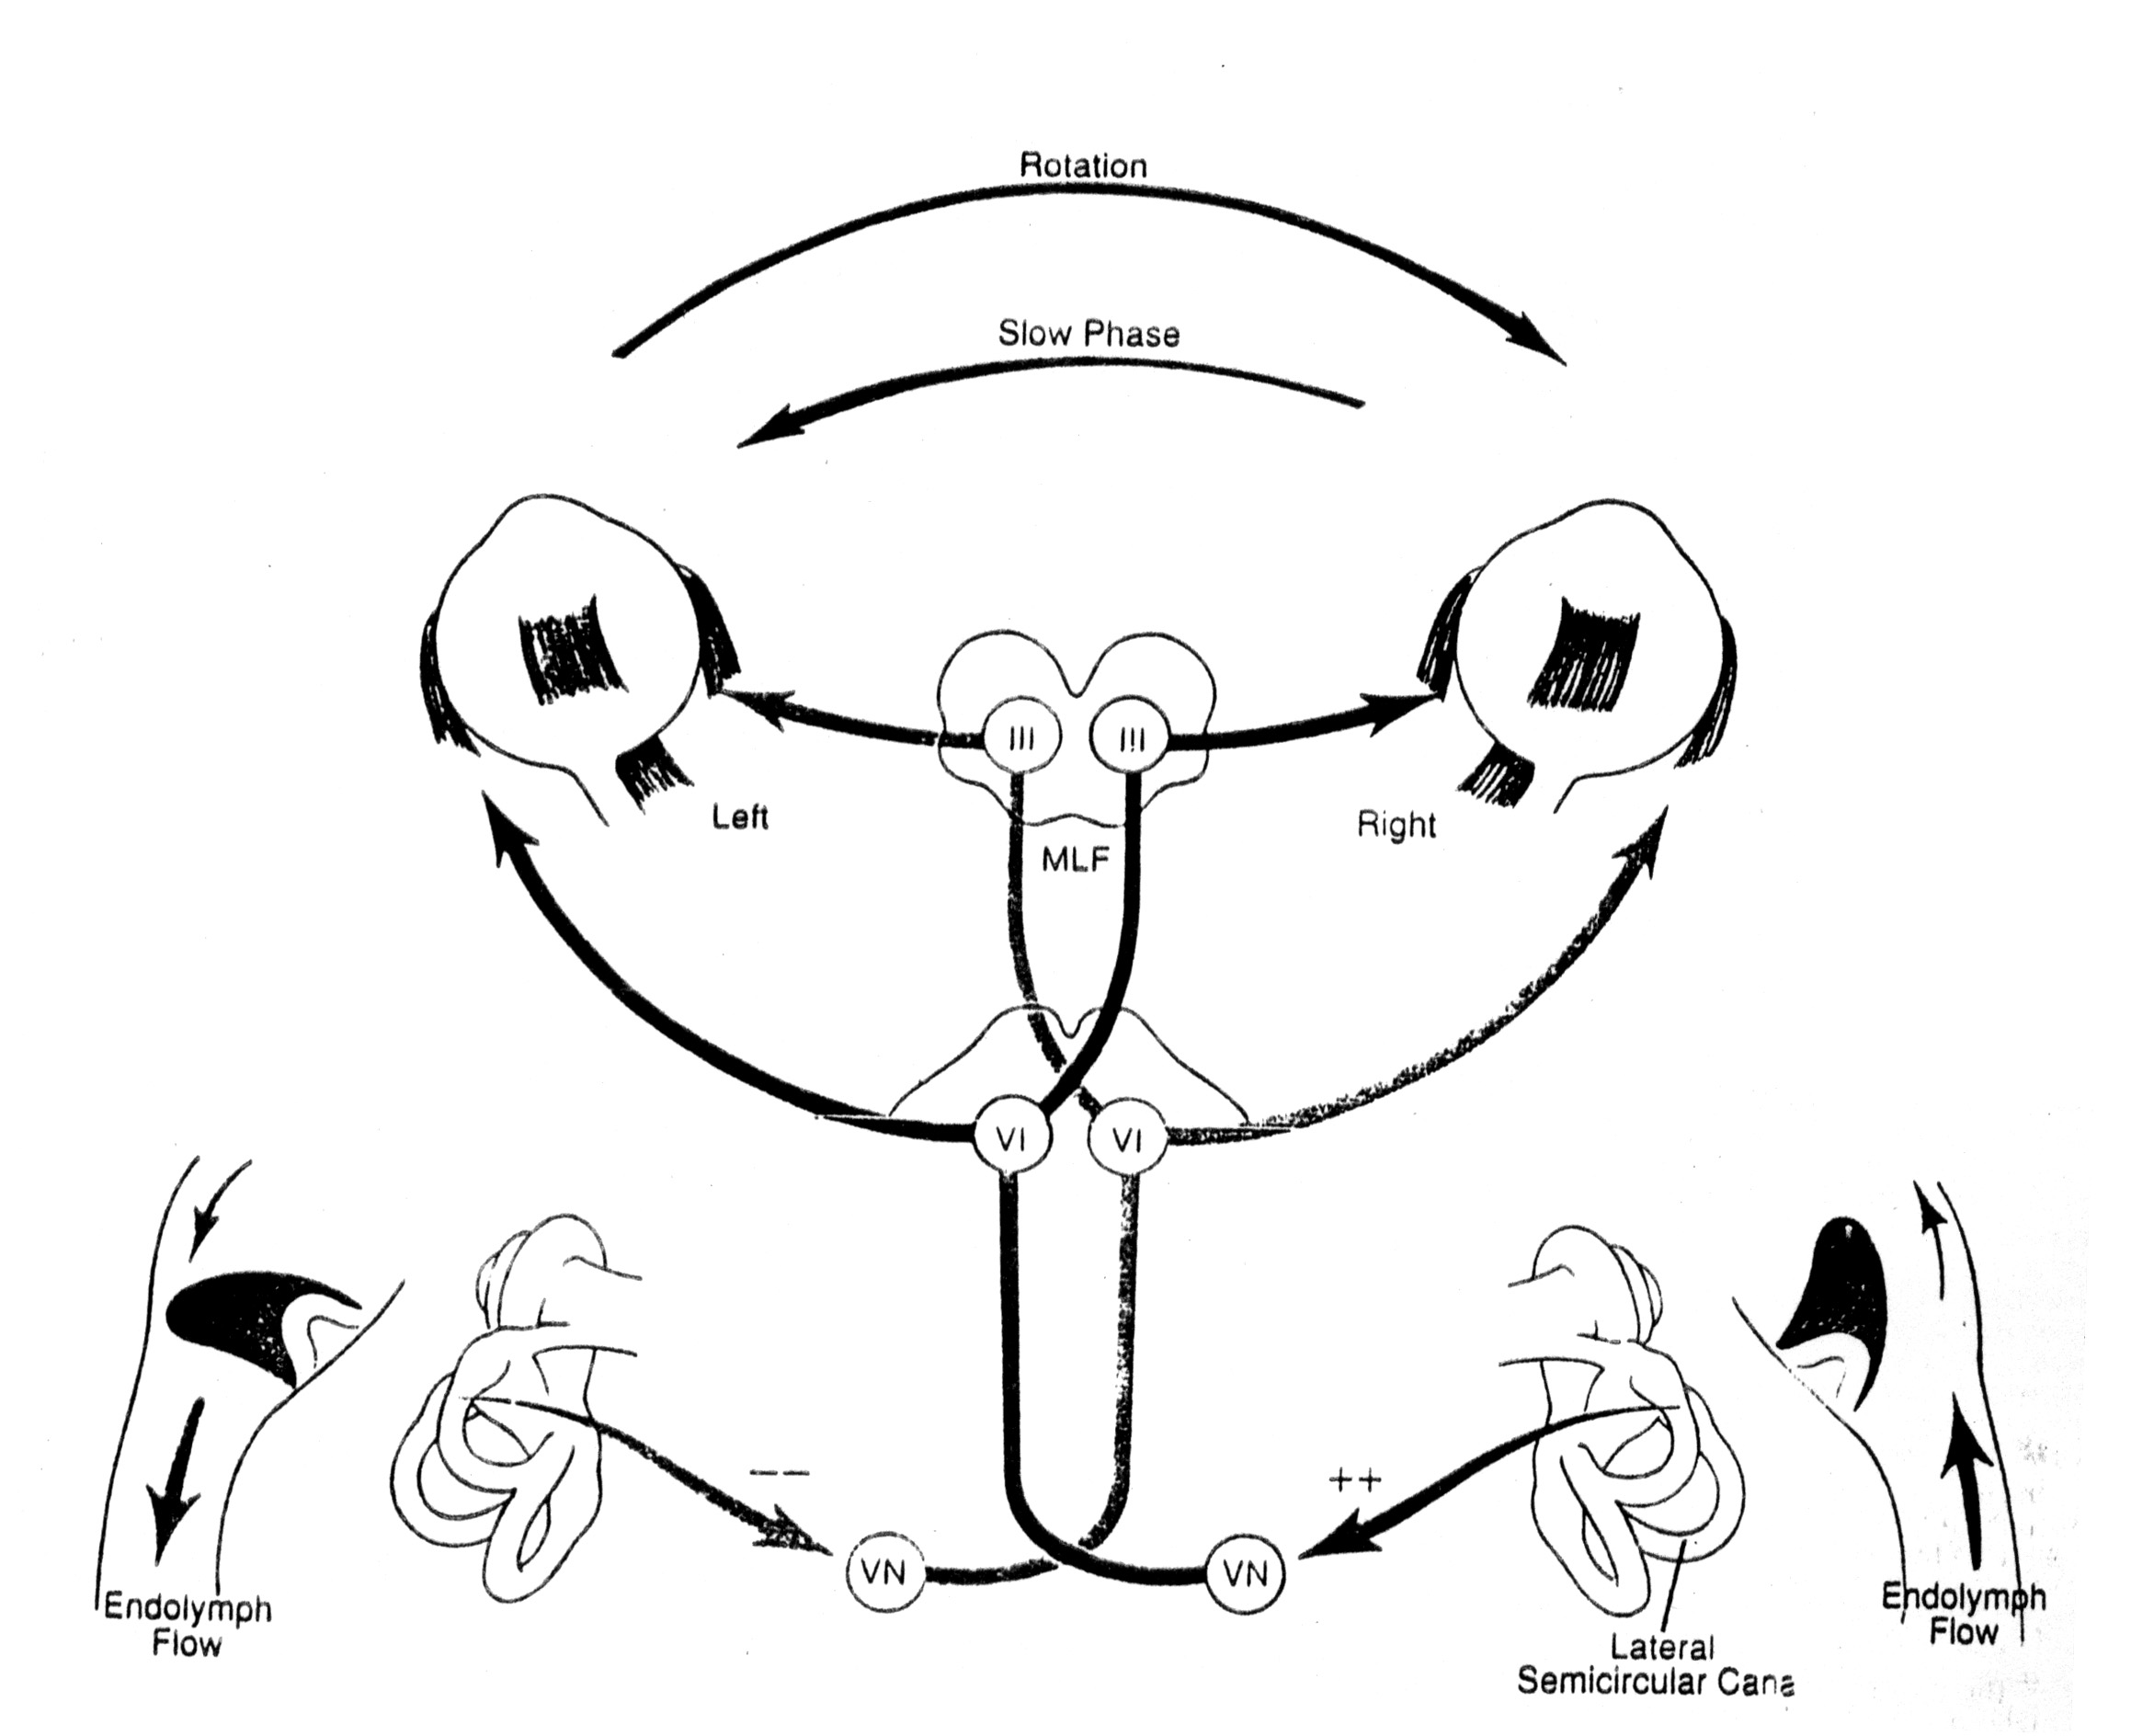 Rotation
Slow Phase
III
III
Left
Right
MLF
VI
VI
--
++
VN
VN
Endolymph
Flow
Endolymph
Flow
Lateral
Semicircular Cana